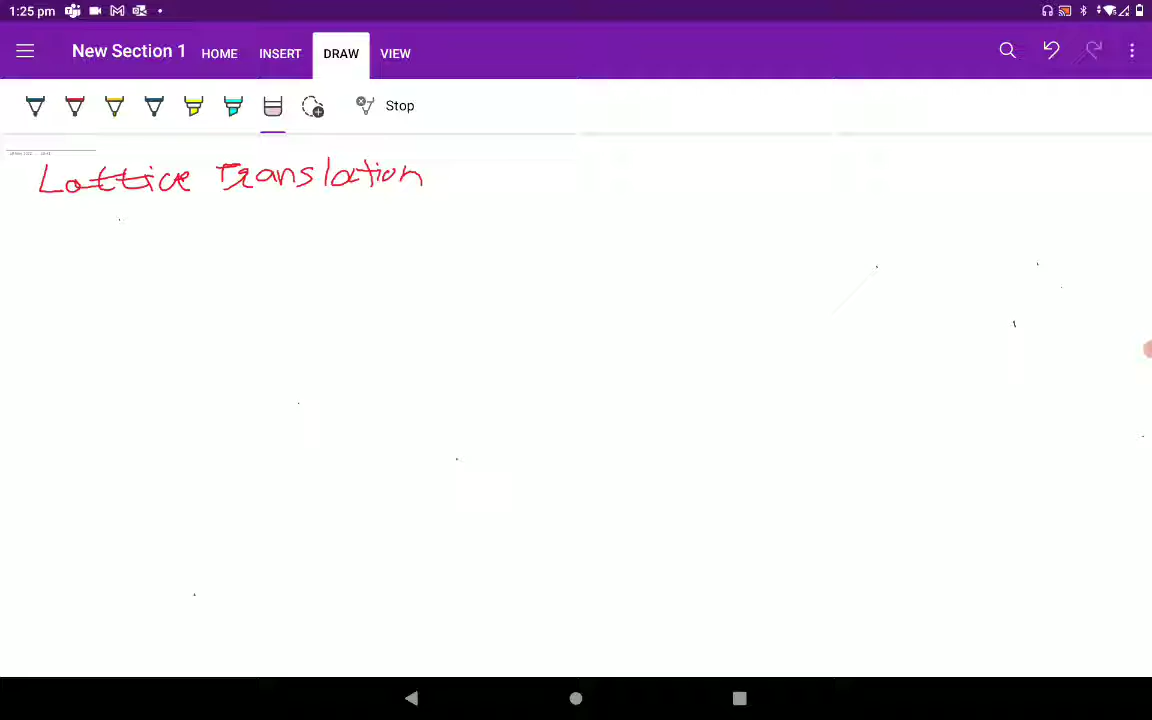 1:25 pm
New Section 1 HOME INSERT DRAW VIEW
Stop
Lattice Translation